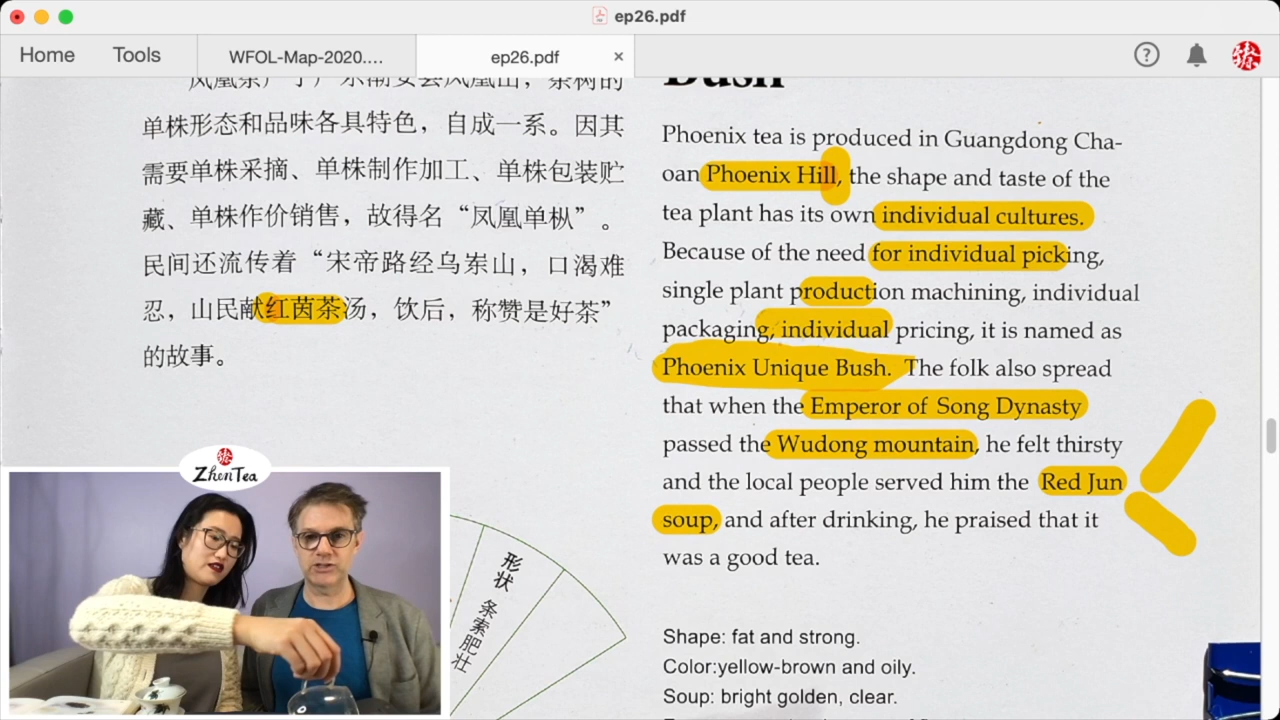 ep26.pdf
Home
Tools
WFOL-Map-2020....
ep26.pdf
凤凰茶产于广东潮安县凤凰山，茶树的
单株形态和品味各具特色，自成一系。因其
需要单株采摘、单株制作加工、单株包装贮
藏、单株作价销售，故得名“凤凰单枞”。
民间还流传着“宋帝路经乌岽山，口渴难
忍，山民献红茵茶汤，饮后，称赞是好茶”
的故事。
Bush
Phoenix tea is produced in Guangdong Cha-
oan Phoenix Hill, the shape and taste of the
tea plant has its own individual cultures.
Because of the need for individual picking,
single plant production machining, individual
packaging, individual pricing, it is named as
Phoenix Unique Bush. The folk also spread
that when the Emperor of Song Dynasty
passed the Wudong mountain, he felt thirsty
and the local people served him the Red Jun
soup, and after drinking, he praised that it
was a good tea.
Shape: fat and strong.
Color:yellow-brown and oily.
Soup: bright golden, clear.
形状 条索肥壮
ZhenTea